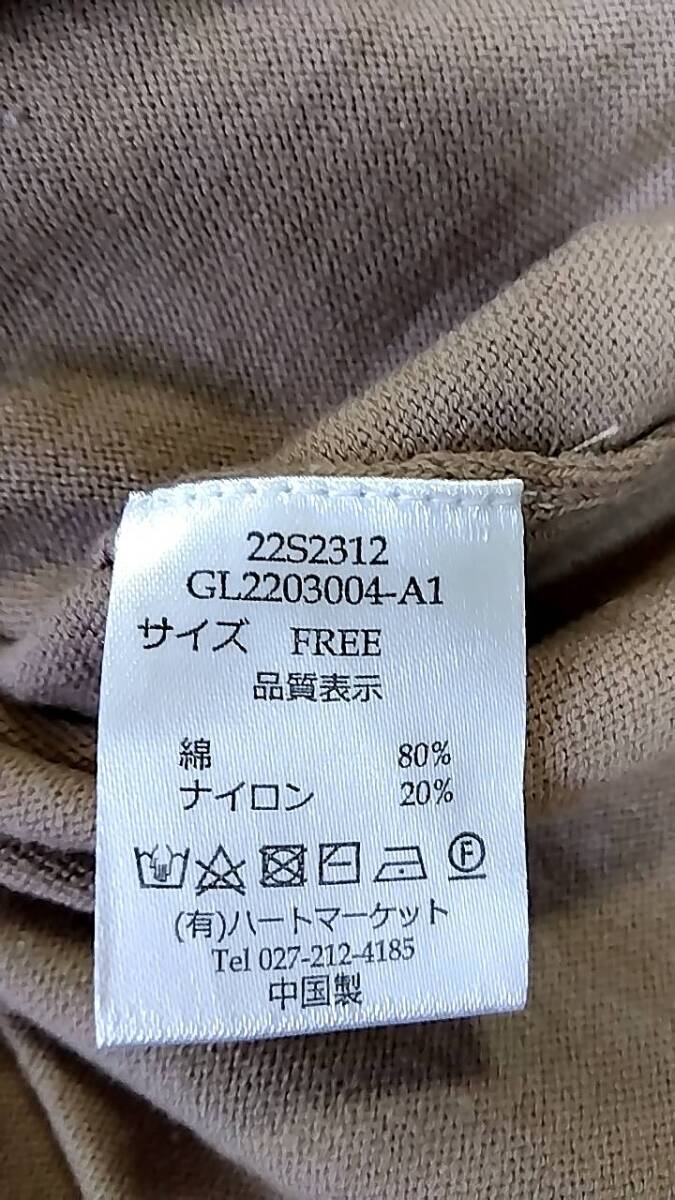 22S2312
GL2203004-A1
サイズ FREE
品質表示
綿 80%
ナイロン 20%
F
(有)ハートマーケット
Tel 027-212-4185
中国製